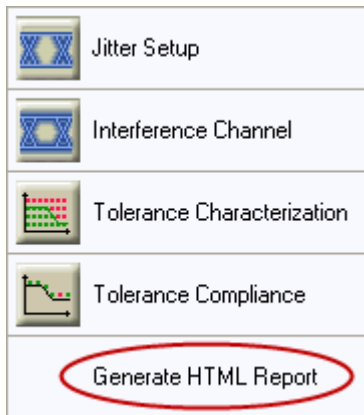 Jitter Setup
Interference Channel
Tolerance Characterization
Tolerance Compliance
Generate HTML Report